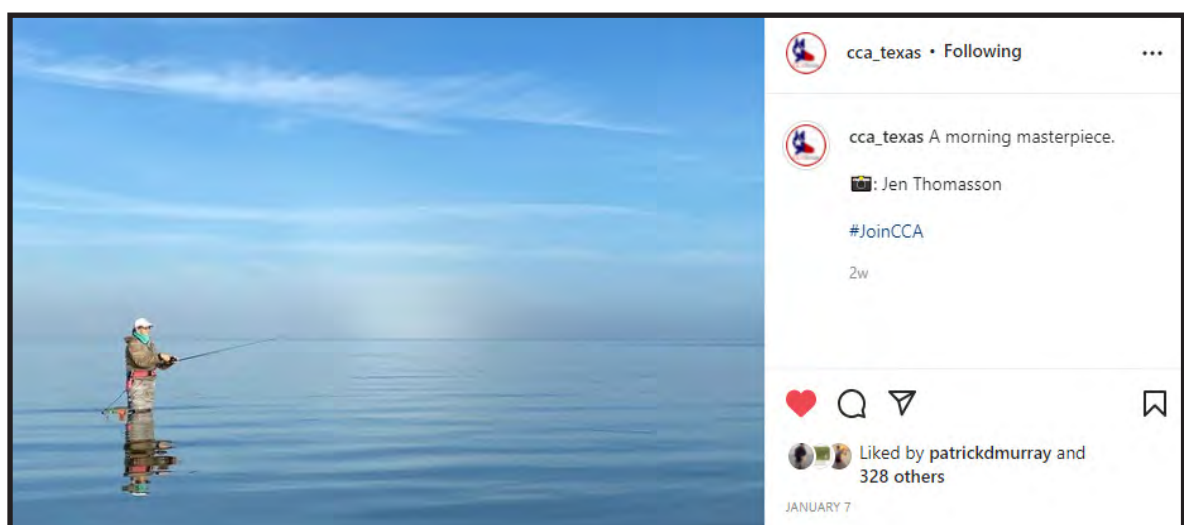 cca_texas • Following
cca_texas A morning masterpiece.
📷: Jen Thomasson
#JoinCCA
2w
Liked by patrickdmurray and
328 others
JANUARY 7